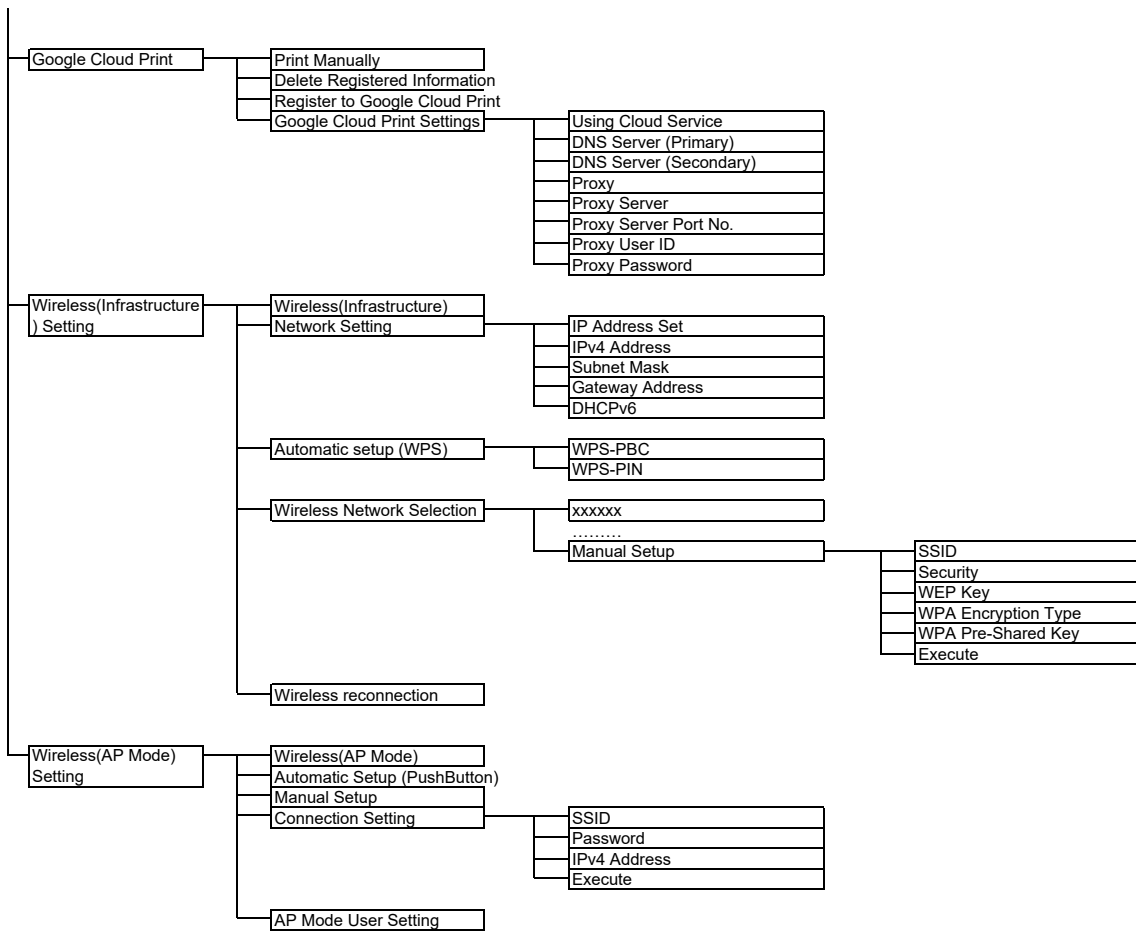 Google Cloud Print
Print Manually
Delete Registered Information
Register to Google Cloud Print
Google Cloud Print Settings
Using Cloud Service
DNS Server (Primary)
DNS Server (Secondary)
Proxy
Proxy Server
Proxy Server Port No.
Proxy User ID
Proxy Password
Wireless(Infrastructure
) Setting
Wireless(Infrastructure)
Network Setting
IP Address Set
IPv4 Address
Subnet Mask
Gateway Address
DHCPv6
Automatic setup (WPS)
WPS-PBC
WPS-PIN
Wireless Network Selection
xxxxxx
………
Manual Setup
SSID
Security
WEP Key
WPA Encryption Type
WPA Pre-Shared Key
Execute
Wireless reconnection
Wireless(AP Mode)
Setting
Wireless(AP Mode)
Automatic Setup (PushButton)
Manual Setup
Connection Setting
SSID
Password
IPv4 Address
Execute
AP Mode User Setting